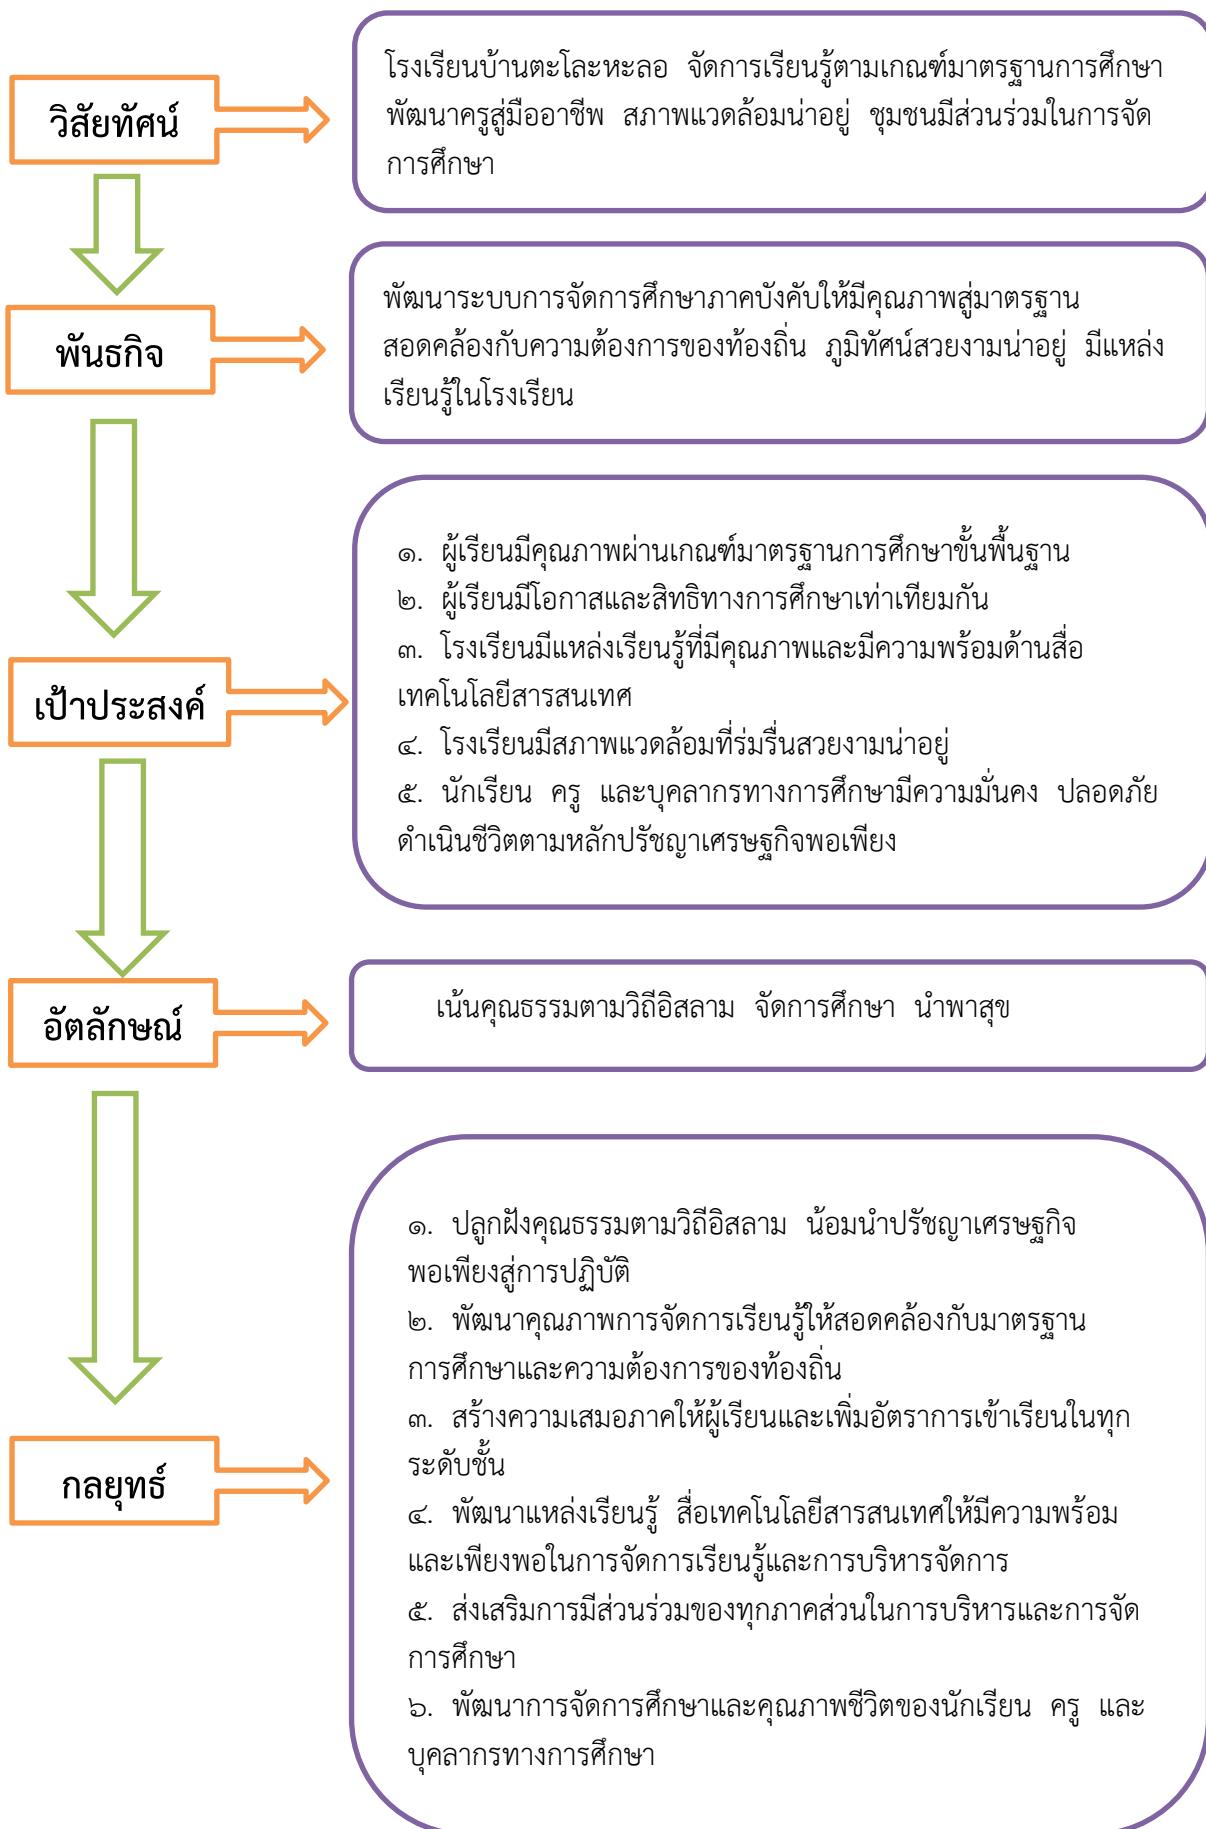 วิสัยทัศน์
โรงเรียนบ้านตะโละหะลอ จัดการเรียนรู้ตามเกณฑ์มาตรฐานการศึกษา
พัฒนาครูสู่มืออาชีพ สภาพแวดล้อมน่าอยู่ ชุมชนมีส่วนร่วมในการจัด
การศึกษา
พันธกิจ
พัฒนาระบบการจัดการศึกษาภาคบังคับให้มีคุณภาพสู่มาตรฐาน
สอดคล้องกับความต้องการของท้องถิ่น ภูมิทัศน์สวยงามน่าอยู่ มีแหล่ง
เรียนรู้ในโรงเรียน
เป้าประสงค์
๑. ผู้เรียนมีคุณภาพผ่านเกณฑ์มาตรฐานการศึกษาขั้นพื้นฐาน
๒. ผู้เรียนมีโอกาสและสิทธิทางการศึกษาเท่าเทียมกัน
๓. โรงเรียนมีแหล่งเรียนรู้ที่มีคุณภาพและมีความพร้อมด้านสื่อ
เทคโนโลยีสารสนเทศ
๔. โรงเรียนมีสภาพแวดล้อมที่ร่มรื่นสวยงามน่าอยู่
๕. นักเรียน ครู และบุคลากรทางการศึกษามีความมั่นคง ปลอดภัย
ดำเนินชีวิตตามหลักปรัชญาเศรษฐกิจพอเพียง
อัตลักษณ์
เน้นคุณธรรมตามวิถีอิสลาม จัดการศึกษา นำพาสุข
กลยุทธ์
๑. ปลูกฝังคุณธรรมตามวิถีอิสลาม น้อมนำปรัชญาเศรษฐกิจ
พอเพียงสู่การปฏิบัติ
๒. พัฒนาคุณภาพการจัดการเรียนรู้ให้สอดคล้องกับมาตรฐาน
การศึกษาและความต้องการของท้องถิ่น
๓. สร้างความเสมอภาคให้ผู้เรียนและเพิ่มอัตราการเข้าเรียนในทุก
ระดับชั้น
๔. พัฒนาแหล่งเรียนรู้ สื่อเทคโนโลยีสารสนเทศให้มีความพร้อม
และเพียงพอในการจัดการเรียนรู้และการบริหารจัดการ
๕. ส่งเสริมการมีส่วนร่วมของทุกภาคส่วนในการบริหารและการจัด
การศึกษา
๖. พัฒนาการจัดการศึกษาและคุณภาพชีวิตของนักเรียน ครู และ
บุคลากรทางการศึกษา